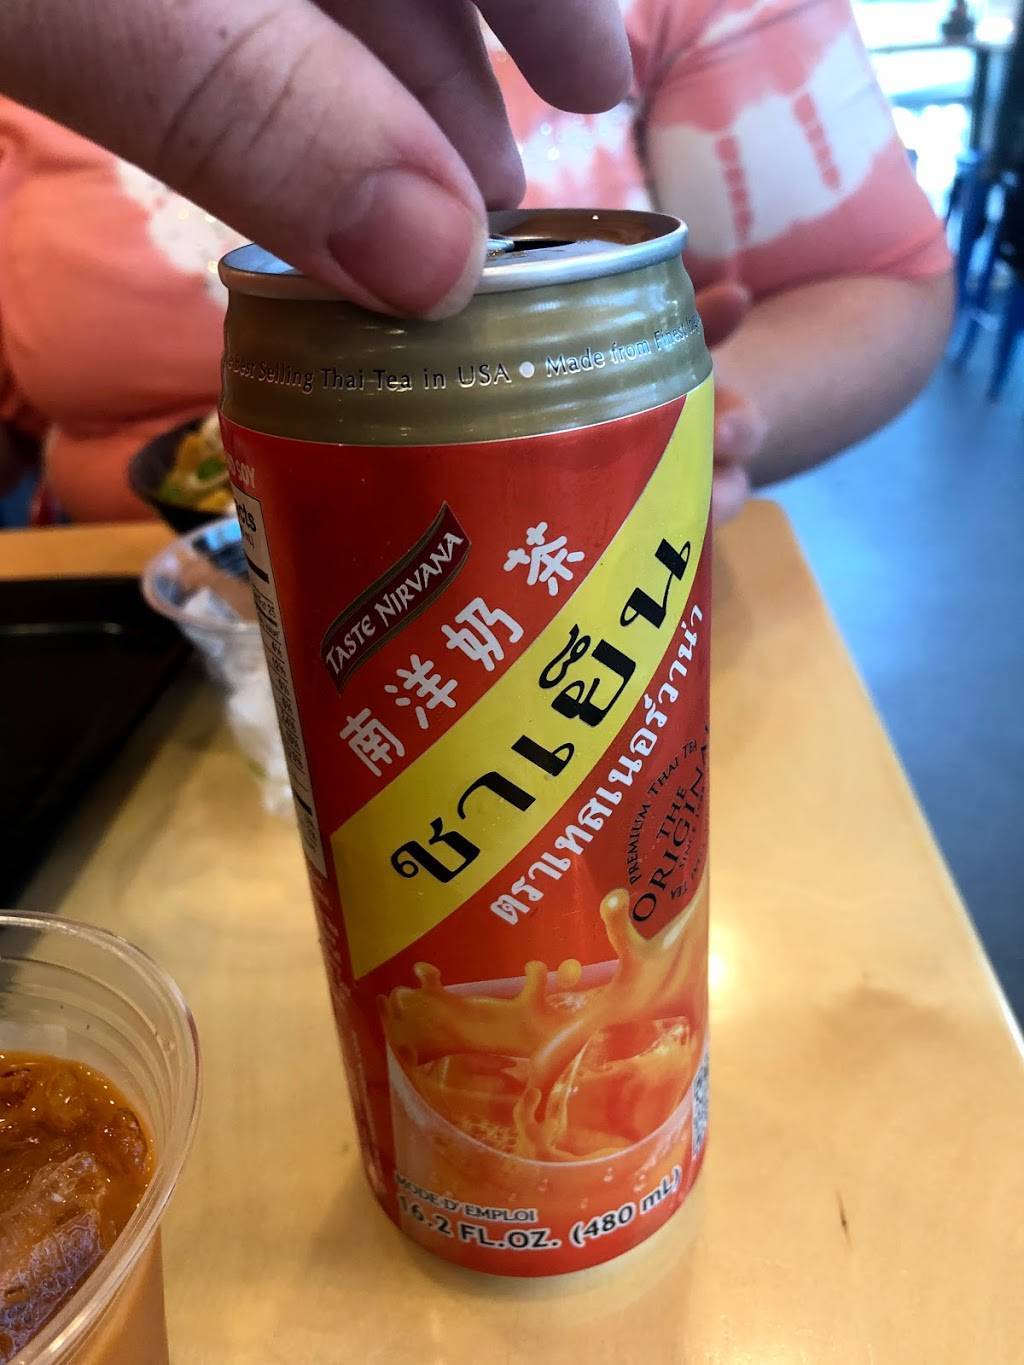 Best Selling Thai Tea in USA • Made from Finest
SOY
TASTE NIRVANA
南洋奶茶
ชาเย็น
ตราเทสเนอร์วาน่า
PREMIUM THAI TEA
THE
ORIGINAL
MODE D' EMPLOI
16.2 FL.OZ. (480 mL)